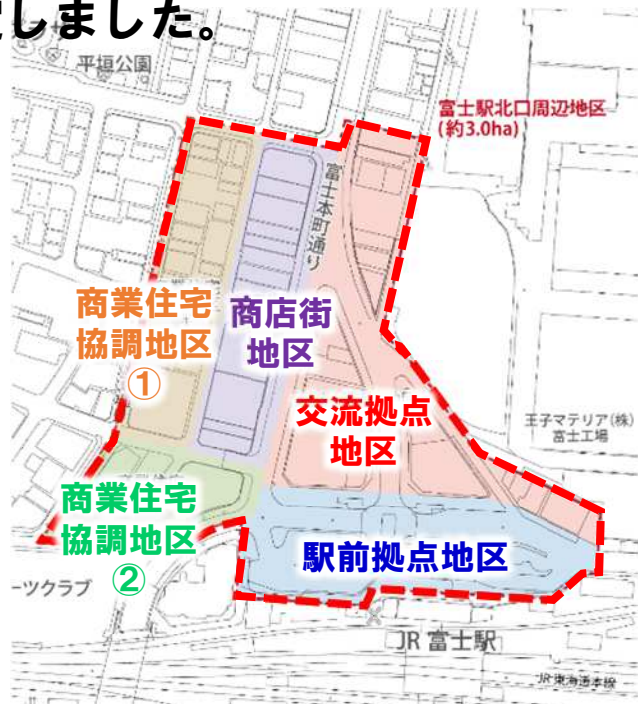 しました。
平垣公園
富士駅北口周辺地区
(約3.0ha)
富士本町通り
商業住宅
協調地区
①
商店街
地区
交流拠点
地区
王子マテリア(株)
富士工場
商業住宅
協調地区
②
駅前拠点地区
ーツクラブ
JR 富士駅
JR 東海道本線